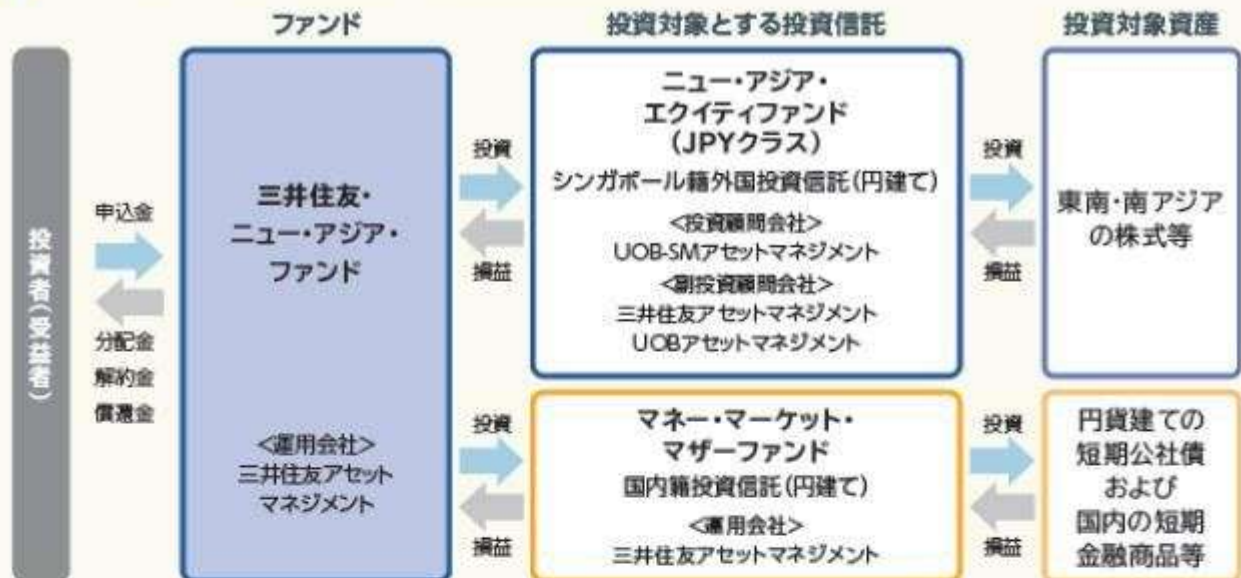 ファンド
投資対象とする投資信託
投資対象資産
投資者(受益者)
申込金
分配金
解約金
償還金
三井住友・
ニュー・アジア・
ファンド
<運用会社>
三井住友アセット
マネジメント
投資
損益
ニュー・アジア・
エクイティファンド
(JPYクラス)
シンガポール籍外国投資信託(円建て)
<投資顧問会社>
UOB-SMアセットマネジメント
<副投資顧問会社>
三井住友アセットマネジメント
UOBアセットマネジメント
投資
損益
東南・南アジア
の株式等
投資
損益
マネー・マーケット・
マザーファンド
国内籍投資信託(円建て)
<運用会社>
三井住友アセットマネジメント
投資
損益
円貨建ての
短期公社債
および
国内の短期
金融商品等